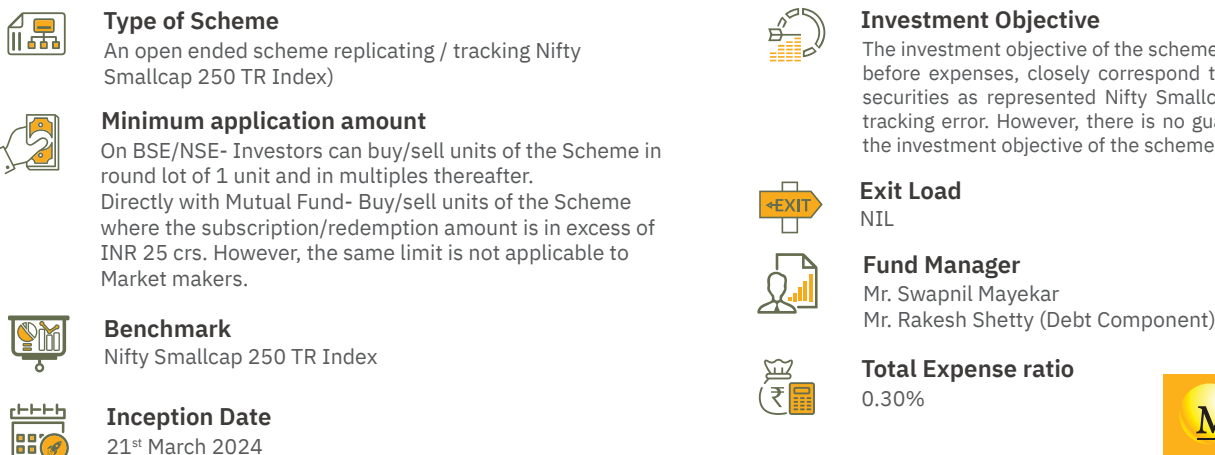 Type of Scheme
An open ended scheme replicating / tracking Nifty
Smallcap 250 TR Index)
Minimum application amount
On BSE/NSE- Investors can buy/sell units of the Scheme in
round lot of 1 unit and in multiples thereafter.
Directly with Mutual Fund- Buy/sell units of the Scheme
where the subscription/redemption amount is in excess of
INR 25 crs. However, the same limit is not applicable to
Market makers.
Benchmark
Nifty Smallcap 250 TR Index
Inception Date
21st March 2024
Investment Objective
The investment objective of the scheme
before expenses, closely correspond
securities as represented Nifty
tracking error. However, there is no
the investment objective of the scheme
EXIT
Exit Load
NIL
Fund Manager
Mr. Swapnil Mayekar
Mr. Rakesh Shetty (Debt Component)
₹
Total Expense ratio
0.30%
M